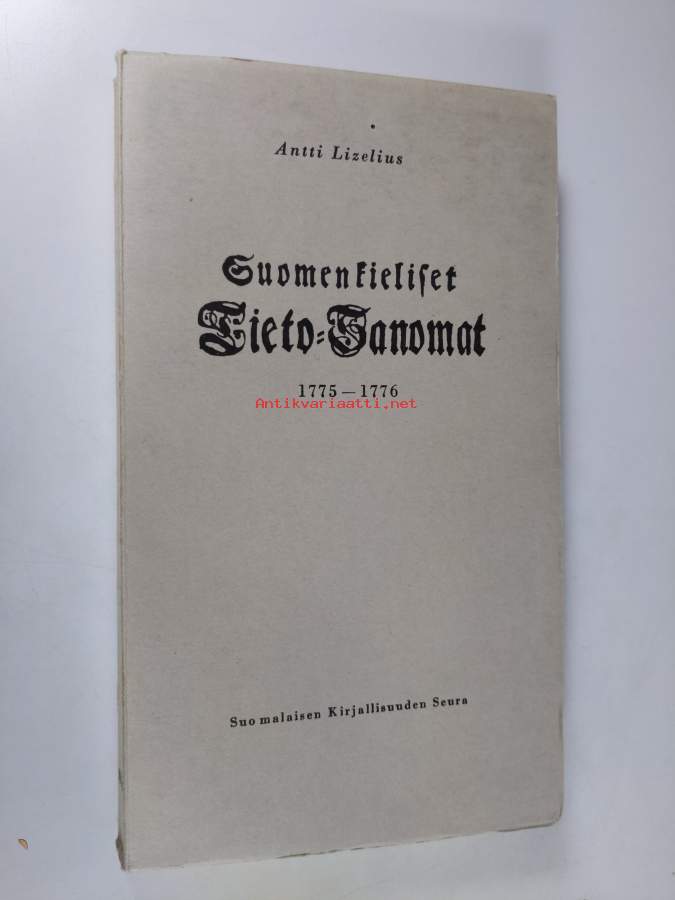 Antti Lizelius
Suomenkieliset
Tieto-Sanomat
1775 — 1776
Antikvariaatti.net
Suomalaisen Kirjallisuuden Seura